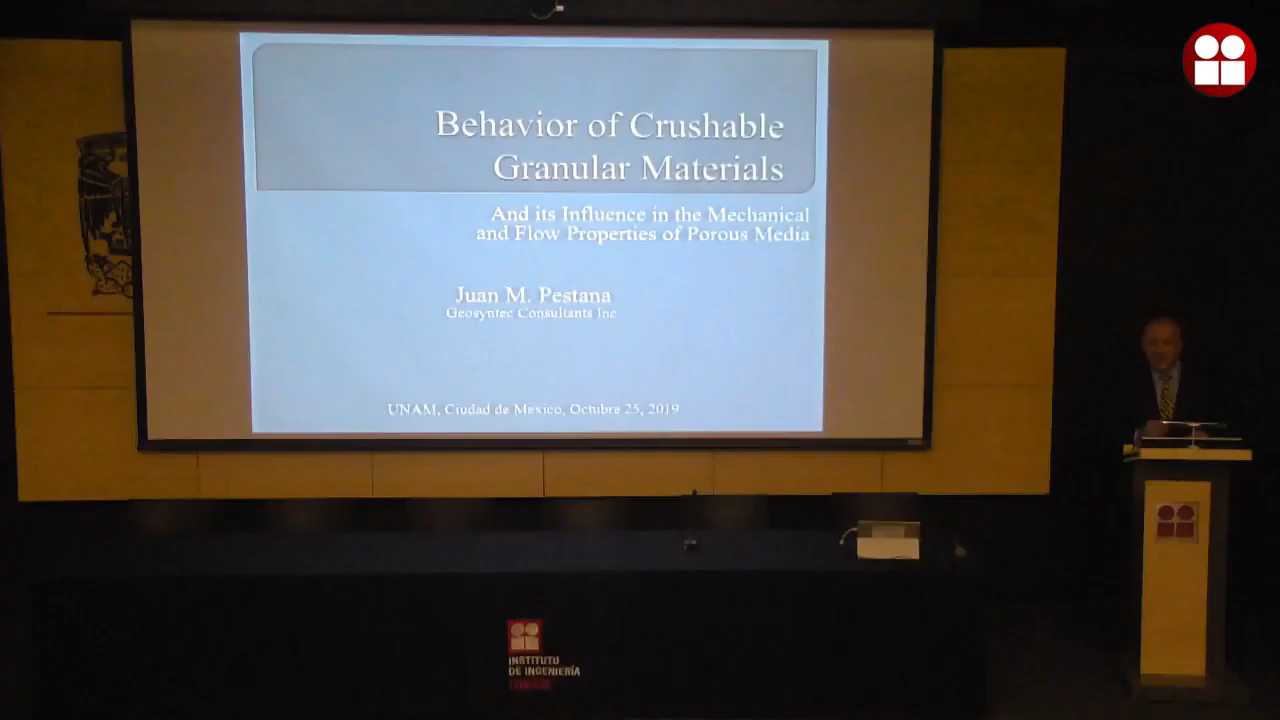 Behavior of Crushable
Granular Materials
And its Influence in the Mechanical
and Flow Properties of Porous Media
Juan M. Pestana
Geosyntec Consultants Inc.
UNAM, Ciudad de Mexico, Octubre 25, 2019
INSTITUTO
DE INGENIERÍA